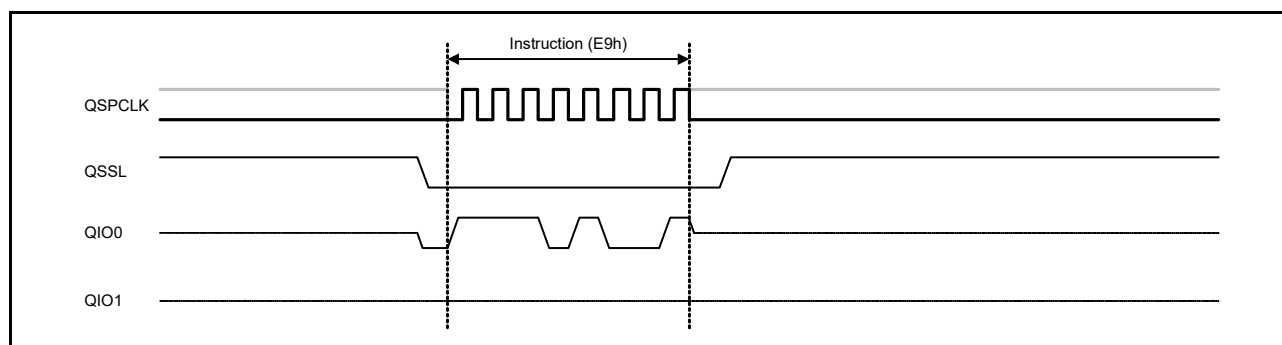 Instruction (E9h)
QSPCLK
QSSL
QIO0
QIO1